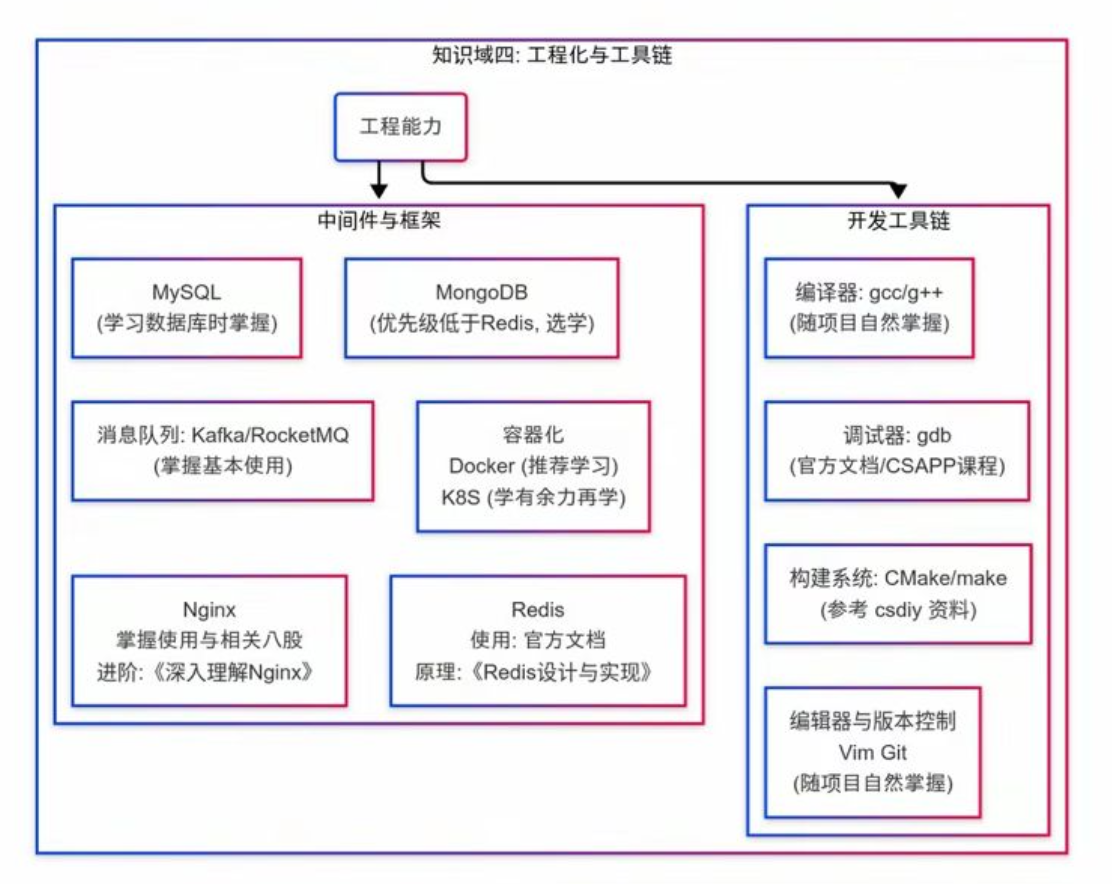 知识域四: 工程化与工具链
工程能力
中间件与框架
MySQL
(学习数据库时掌握)
MongoDB
(优先级低于Redis, 选学)
消息队列: Kafka/RocketMQ
(掌握基本使用)
容器化
Docker (推荐学习)
K8S (学有余力再学)
Nginx
掌握使用与相关八股
进阶:《深入理解Nginx》
Redis
使用: 官方文档
原理:《Redis设计与实现》
开发工具链
编译器: gcc/g++
(随项目自然掌握)
调试器: gdb
(官方文档/CSAPP课程)
构建系统: CMake/make
(参考 csdiy 资料)
编辑器与版本控制
Vim Git
(随项目自然掌握)